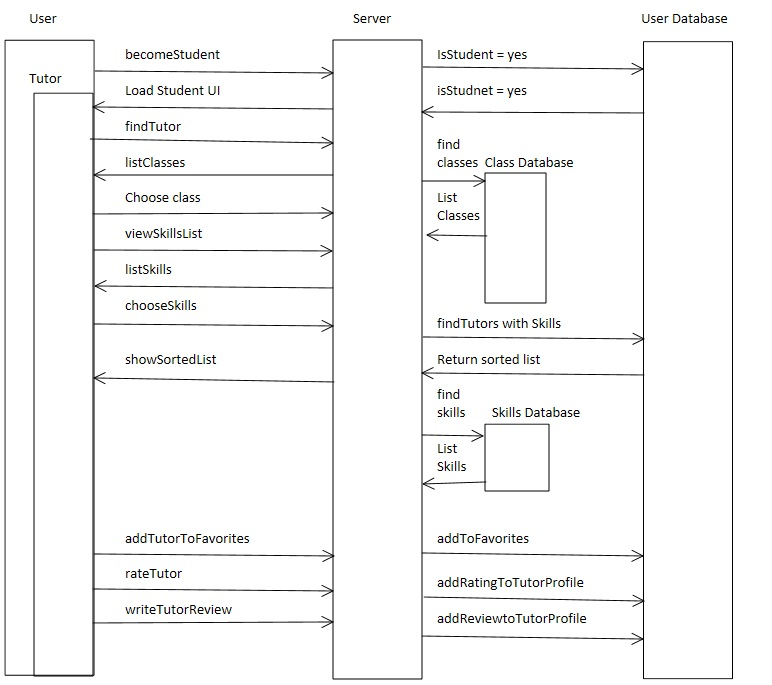 User
Server
User Database
becomeStudent
IsStudent = yes
Tutor
Load Student UI
isStudnet = yes
findTutor
find
classes
Class Database
listClasses
List
Classes
Choose class
viewSkillsList
listSkills
chooseSkills
findTutors with Skills
showSortedList
Return sorted list
find
skills
Skills Database
List
Skills
addTutorToFavorites
addToFavorites
rateTutor
addRatingToTutorProfile
writeTutorReview
addReviewtoTutorProfile